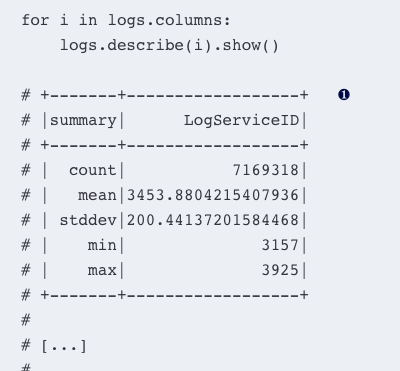 for i in logs.columns:
    logs.describe(i).show()
# +-------+------------------+ ❶
# |summary|      LogServiceID|
# +-------+------------------+
# |  count|           7169318|
# |   mean|3453.8804215407936|
# | stddev|200.44137201584468|
# |    min|              3157|
# |    max|              3925|
# +-------+------------------+
#
# [...]
#